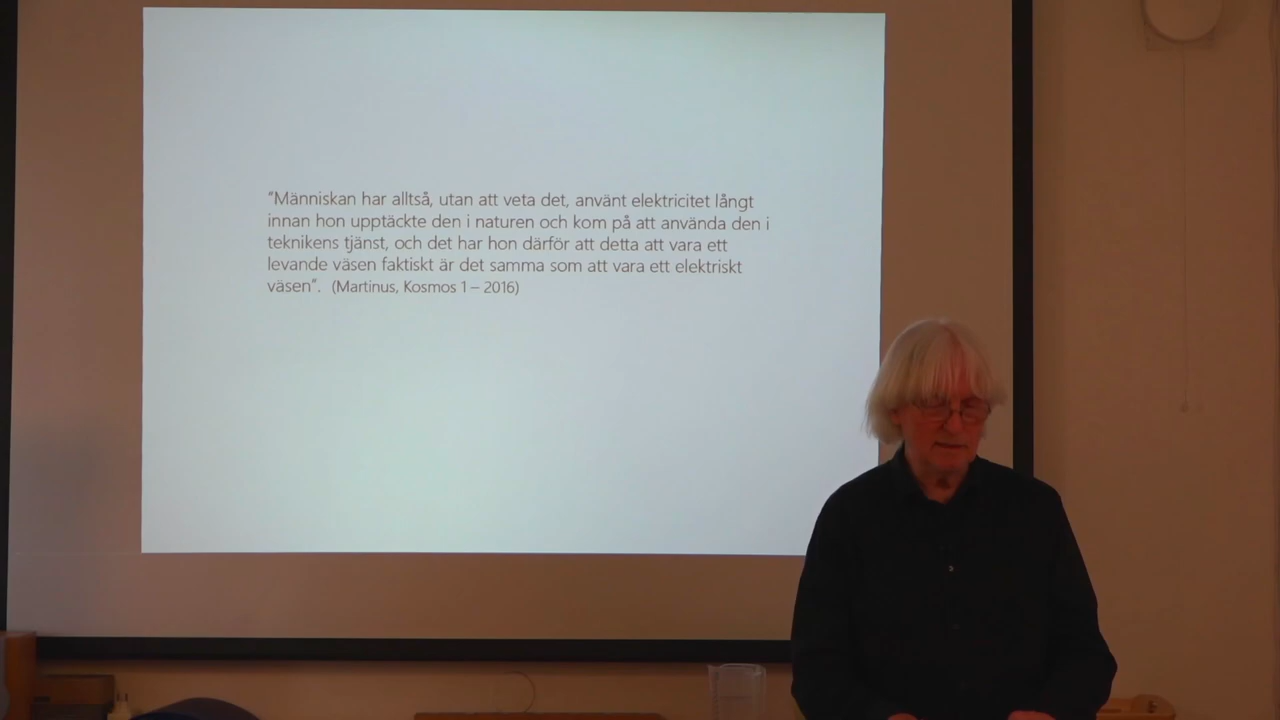 "Människan har alltså, utan att veta det, använt elektricitet långt
innan hon upptäckte den i naturen och kom på att använda den i
teknikens tjänst, och det har hon därför att detta att vara ett
levande väsen faktiskt är det samma som att vara ett elektriskt
väsen". (Martinus, Kosmos 1 – 2016)